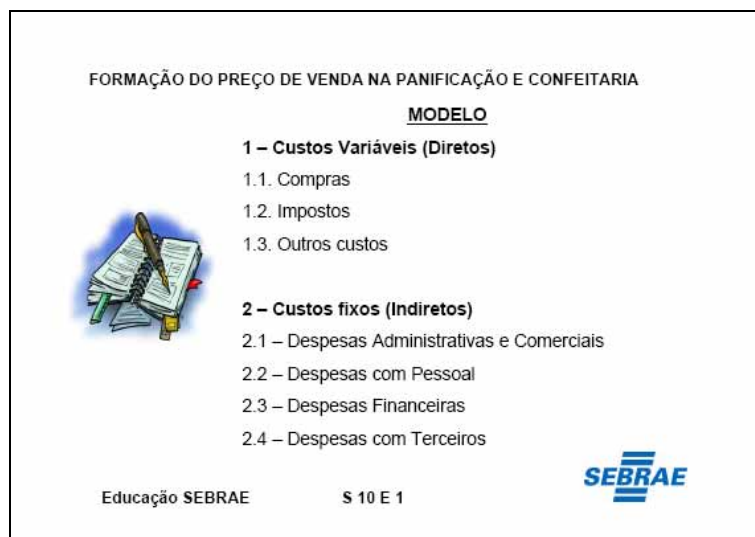 FORMAÇÃO DO PREÇO DE VENDA NA PANIFICAÇÃO E CONFEITARIA
MODELO
1 – Custos Variáveis (Diretos)
1.1. Compras
1.2. Impostos
1.3. Outros custos
2 – Custos fixos (Indiretos)
2.1 – Despesas Administrativas e Comerciais
2.2 – Despesas com Pessoal
2.3 – Despesas Financeiras
2.4 – Despesas com Terceiros
SEBRAE
Educação SEBRAE S 10 E 1